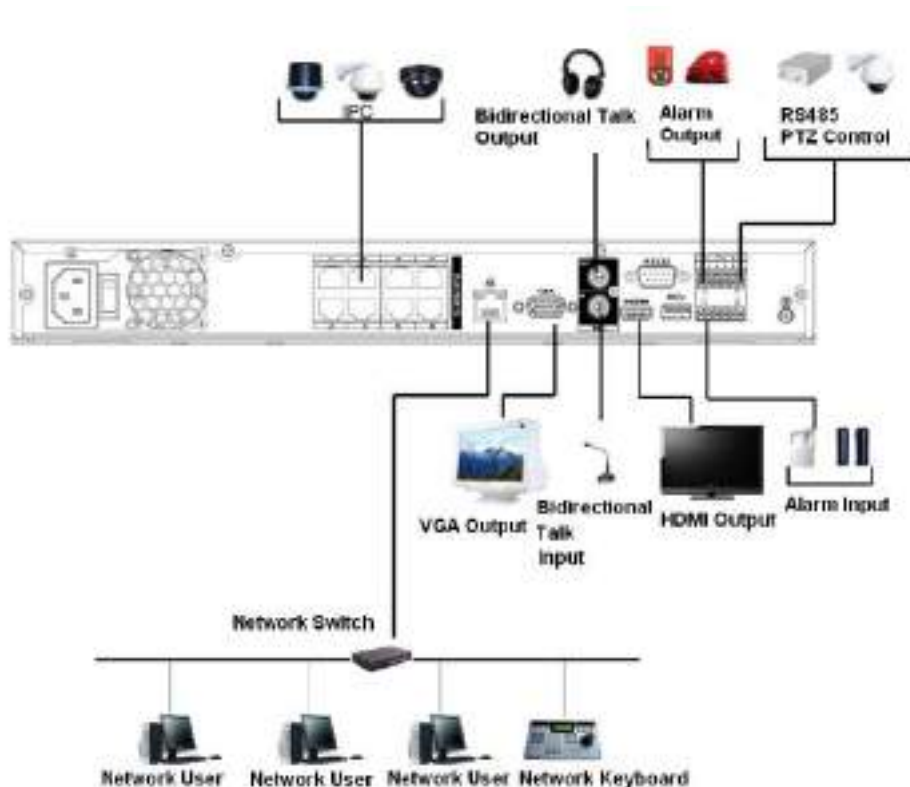 IPC
Bidirectional Talk
Output
Alarm
Output
RS485
PTZ Control
VGA Output
Bidirectional
Talk
Input
HDMI Output
Alarm Input
Network Switch
Network User
Network User
Network User
Network Keyboard